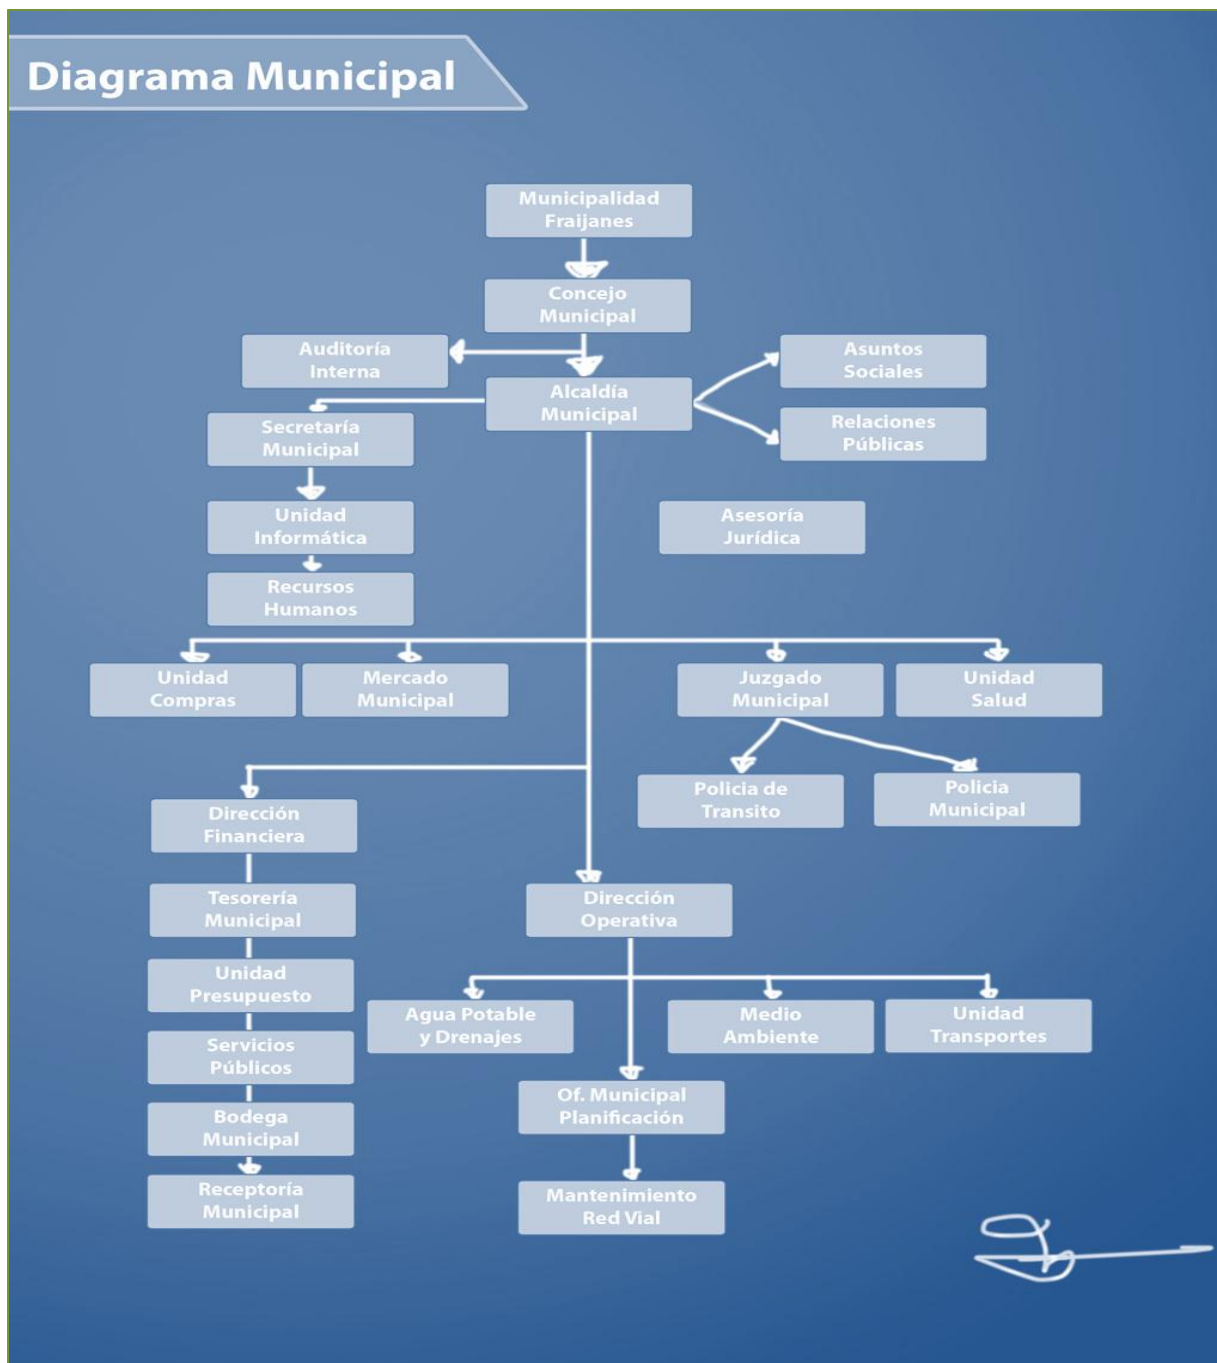 Diagrama Municipal
Municipalidad
Fraijanes
Concejo
Municipal
Auditoría
Interna
Asuntos
Sociales
Alcaldía
Municipal
Secretaría
Municipal
Relaciones
Públicas
Unidad
Informática
Asesoría
Jurídica
Recursos
Humanos
Unidad
Compras
Mercado
Municipal
Juzgado
Municipal
Unidad
Salud
Policia de
Transito
Policia
Municipal
Dirección
Financiera
Tesorería
Municipal
Dirección
Operativa
Unidad
Presupuesto
Agua Potable
y Drenajes
Medio
Ambiente
Unidad
Transportes
Servicios
Públicos
Of. Municipal
Planificación
Bodega
Municipal
Receptoría
Municipal
Mantenimiento
Red Vial